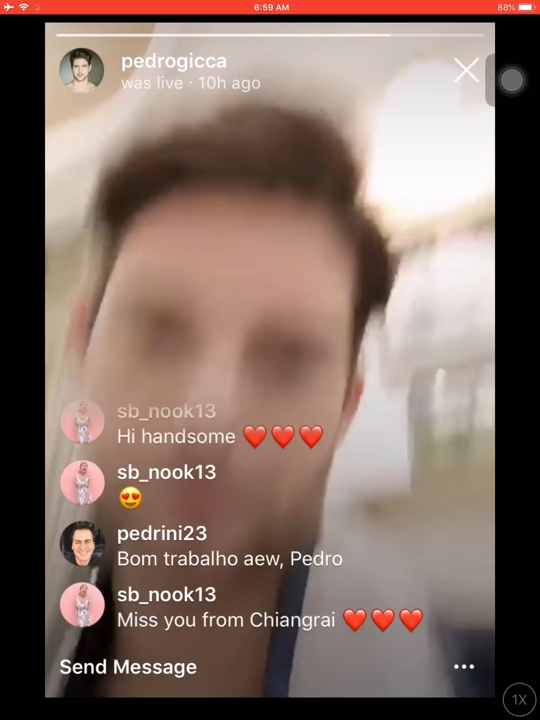 6:59 AM
88%
pedrogicca
was live · 10h ago
sb_nook13
Hi handsome ❤️❤️❤️
sb_nook13
😍
pedrini23
Bom trabalho aew, Pedro
sb_nook13
Miss you from Chiangrai ❤️❤️❤️
Send Message
1X